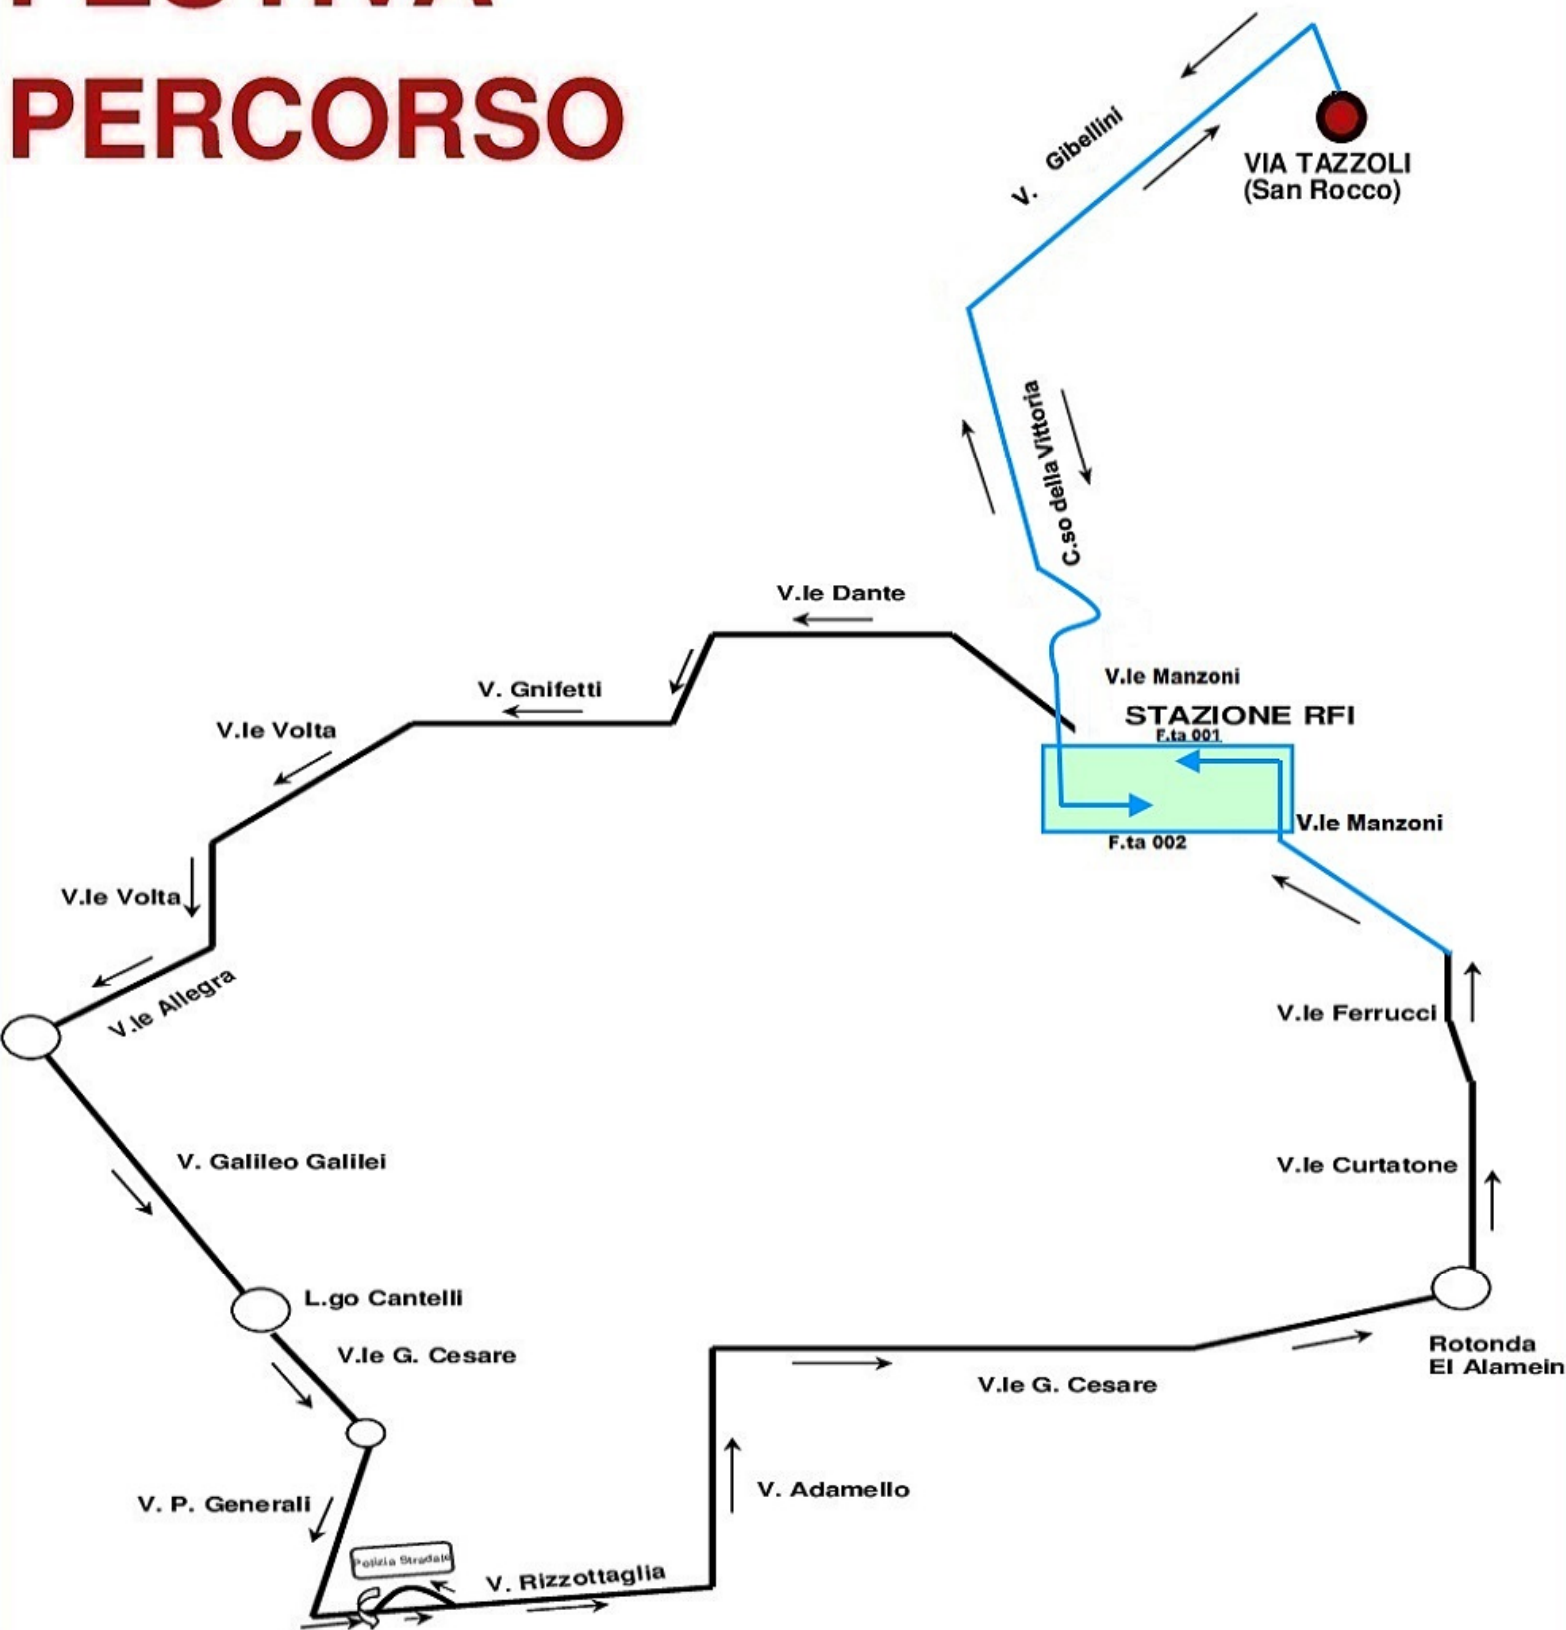 FESTIVA
PERCORSO
V. Gibellini
VIA TAZZOLI
(San Rocco)
C.so della Vittoria
V.le Dante
V.le Manzoni
V. Gnifetti
STAZIONE RFI
V.le Volta
F.ta 001
V.le Manzoni
F.ta 002
V.le Volta
V.le Allegra
V.le Ferrucci
V. Galileo Galilei
V.le Curtatone
L.go Cantelli
V.le G. Cesare
Rotonda
El Alamein
V.le G. Cesare
V. Adamello
V. P. Generali
Polizia Stradale
V. Rizzottaglia